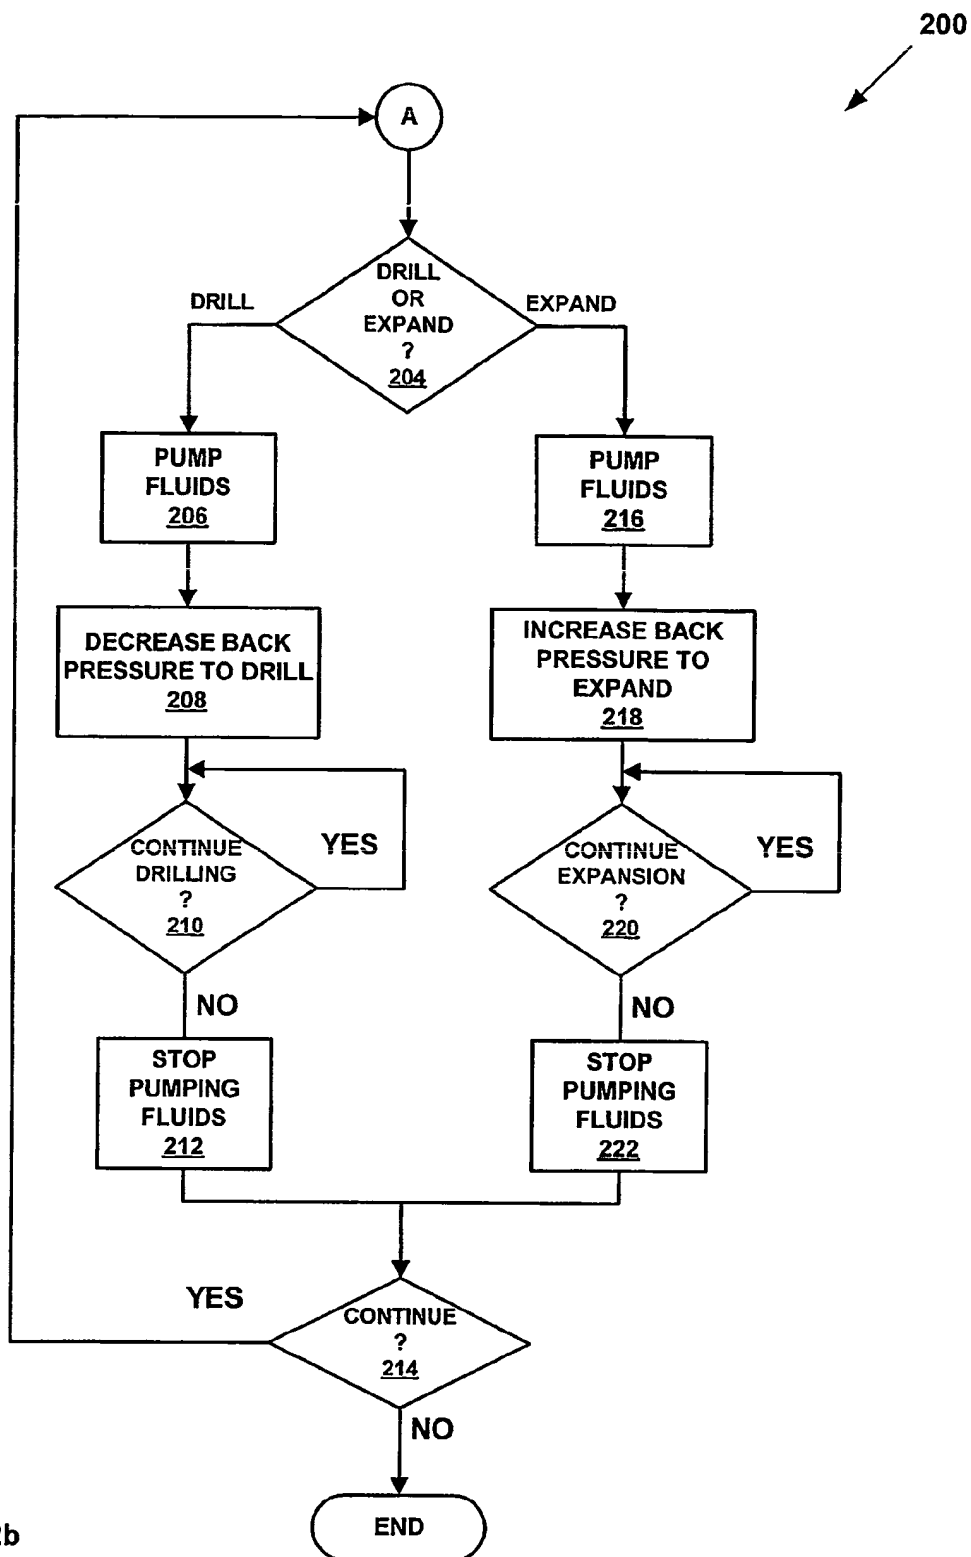 200
A
DRILL
OR
EXPAND
?
204
DRILL
EXPAND
PUMP
FLUIDS
206
PUMP
FLUIDS
216
DECREASE BACK
PRESSURE TO DRILL
208
INCREASE BACK
PRESSURE TO
EXPAND
218
CONTINUE
DRILLING
?
210
YES
CONTINUE
EXPANSION
?
220
YES
NO
NO
STOP
PUMPING
FLUIDS
212
STOP
PUMPING
FLUIDS
222
YES
CONTINUE
?
214
NO
END
2b